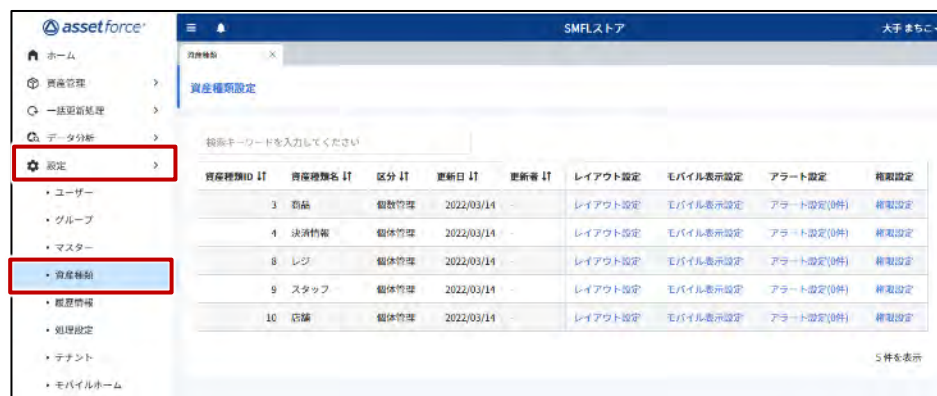 assetforce
SMFLストア
大手 まちこ
ホーム
資産管理
一括更新処理
データ分析
設定
ユーザー
グループ
マスター
資産種類
履歴情報
処理設定
テナント
モバイルホーム
資産種類 ×
資産種類設定
検索キーワードを入力してください
資産種類ID ↓↑ 資産種類名 ↓↑ 区分 ↓↑ 更新日 ↓↑ 更新者 ↓↑ レイアウト設定 モバイル表示設定 アラート設定 権限設定
3 商品 個数管理 2022/03/14 - レイアウト設定 モバイル表示設定 アラート設定(0件) 権限設定
4 決済情報 個体管理 2022/03/14 - レイアウト設定 モバイル表示設定 アラート設定(0件) 権限設定
8 レジ 個体管理 2022/03/14 - レイアウト設定 モバイル表示設定 アラート設定(0件) 権限設定
9 スタッフ 個体管理 2022/03/14 - レイアウト設定 モバイル表示設定 アラート設定(0件) 権限設定
10 店舗 個体管理 2022/03/14 - レイアウト設定 モバイル表示設定 アラート設定(0件) 権限設定
5 件を表示